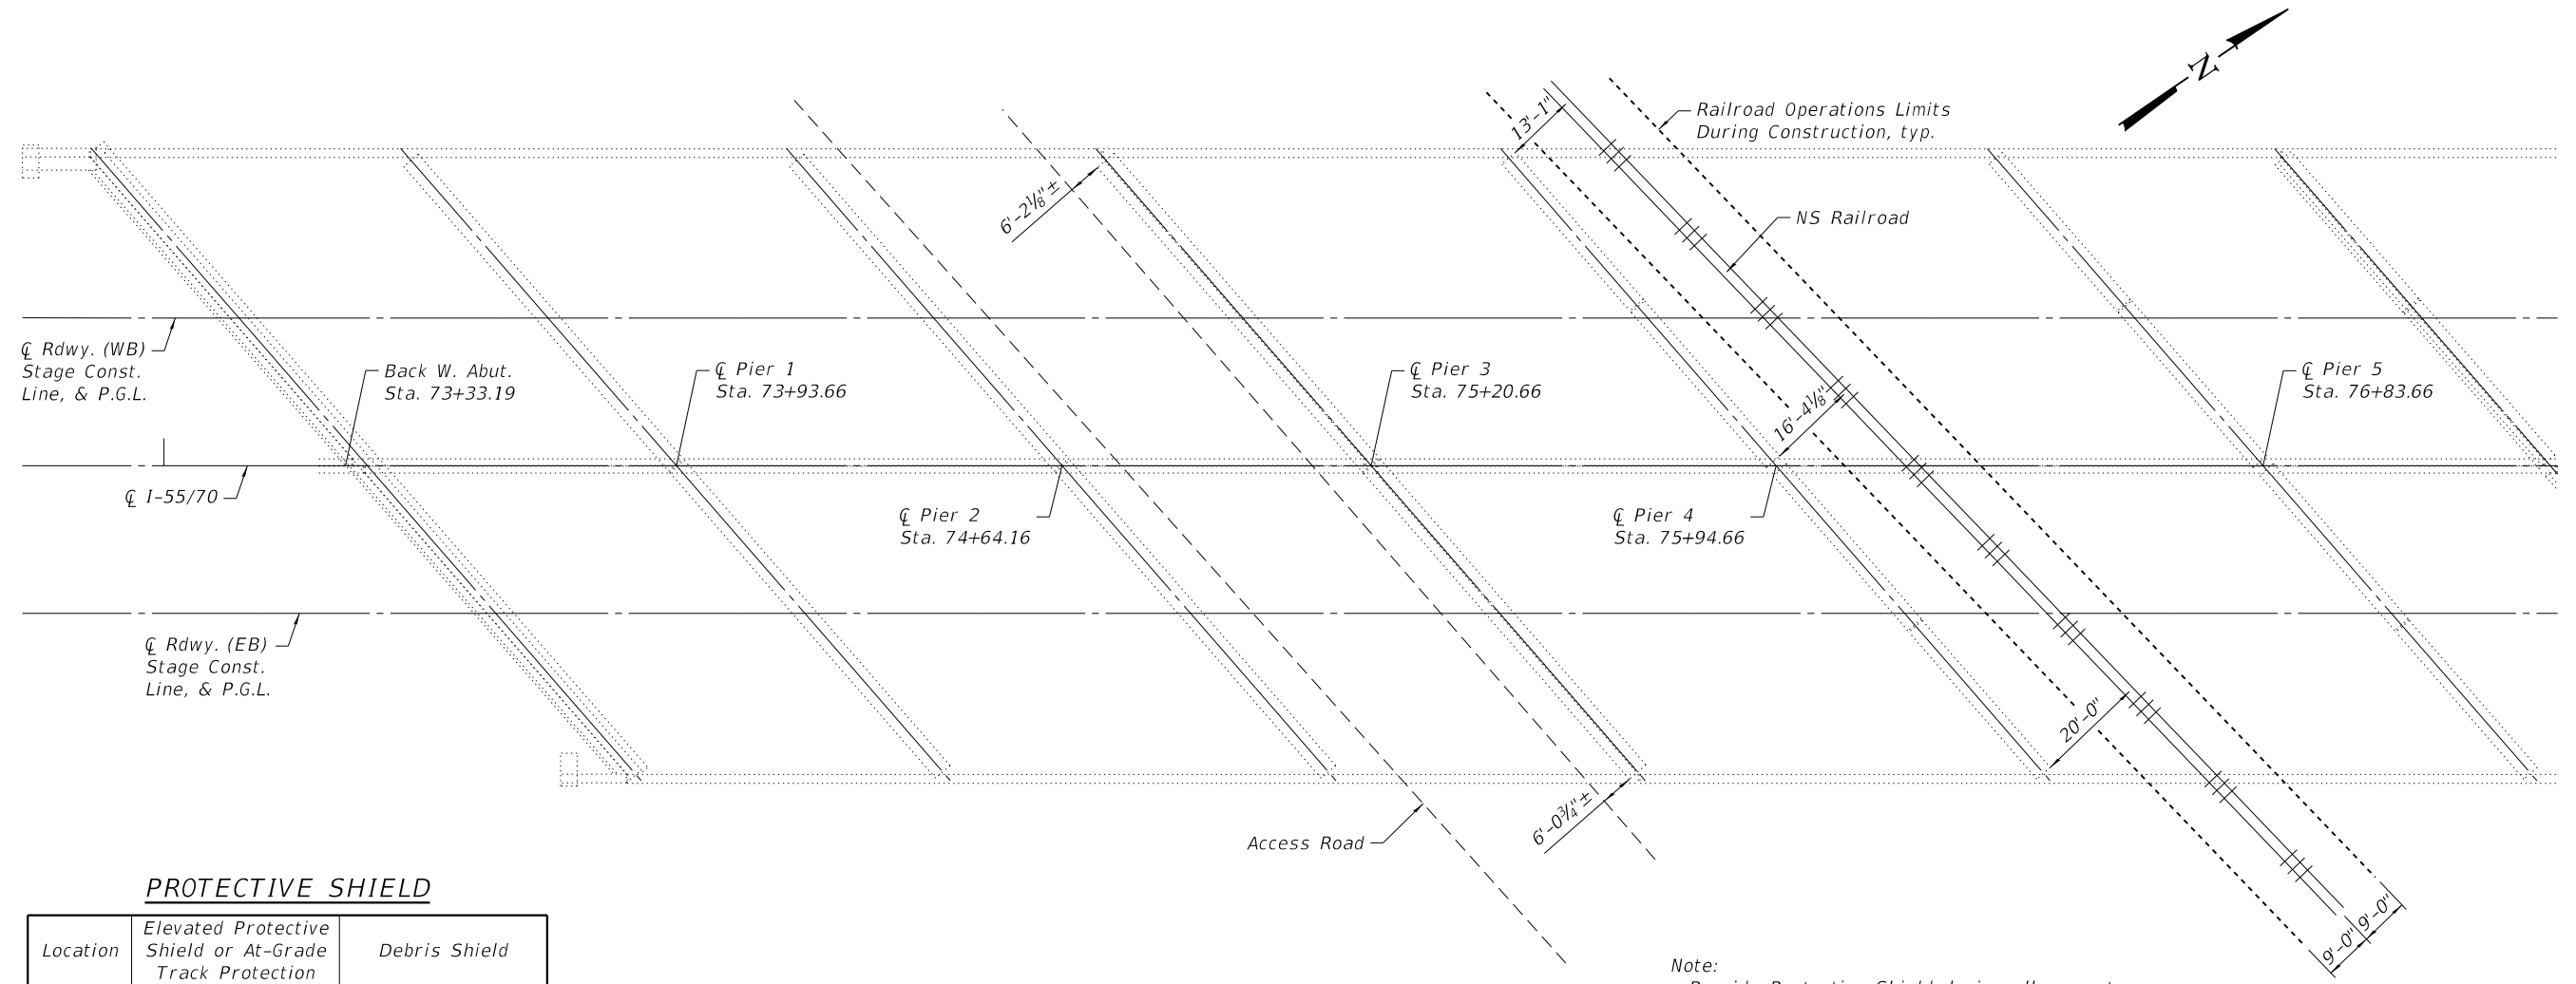 N
13'-1"
Railroad Operations Limits
During Construction, typ.
6'-2⅛"±
NS Railroad
℄ Rdwy. (WB)
Stage Const.
Line, & P.G.L.
Back W. Abut.
Sta. 73+33.19
℄ Pier 1
Sta. 73+93.66
℄ Pier 3
Sta. 75+20.66
16'-4⅛"
℄ Pier 5
Sta. 76+83.66
℄ I-55/70
℄ Pier 2
Sta. 74+64.16
℄ Pier 4
Sta. 75+94.66
℄ Rdwy. (EB)
Stage Const.
Line, & P.G.L.
20'-0"
Access Road
6'-0¾"±
9'-0"
9'-0"
PROTECTIVE SHIELD
Location
Elevated Protective
Shield or At-Grade
Track Protection
Debris Shield
Note: